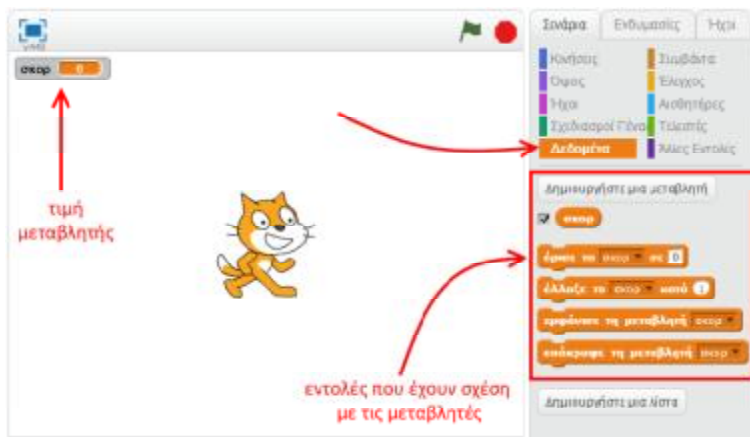 Σενάρια Ενδυμασίες Ήχοι
σκορ 0
Κινήσεις Συμβάντα
Όψεις Έλεγχος
Ήχοι Αισθητήρες
Τελεστές
Δεδομένα Άλλες Εντολές
Δημιουργήστε μια μεταβλητή
σκορ
τιμή
μεταβλητής
όρισε το σκορ σε 0
άλλαξε το σκορ κατά 1
εμφάνισε τη μεταβλητή σκορ
απόκρυψε τη μεταβλητή σκορ
εντολές που έχουν σχέση
με τις μεταβλητές
Δημιουργήστε μια λίστα